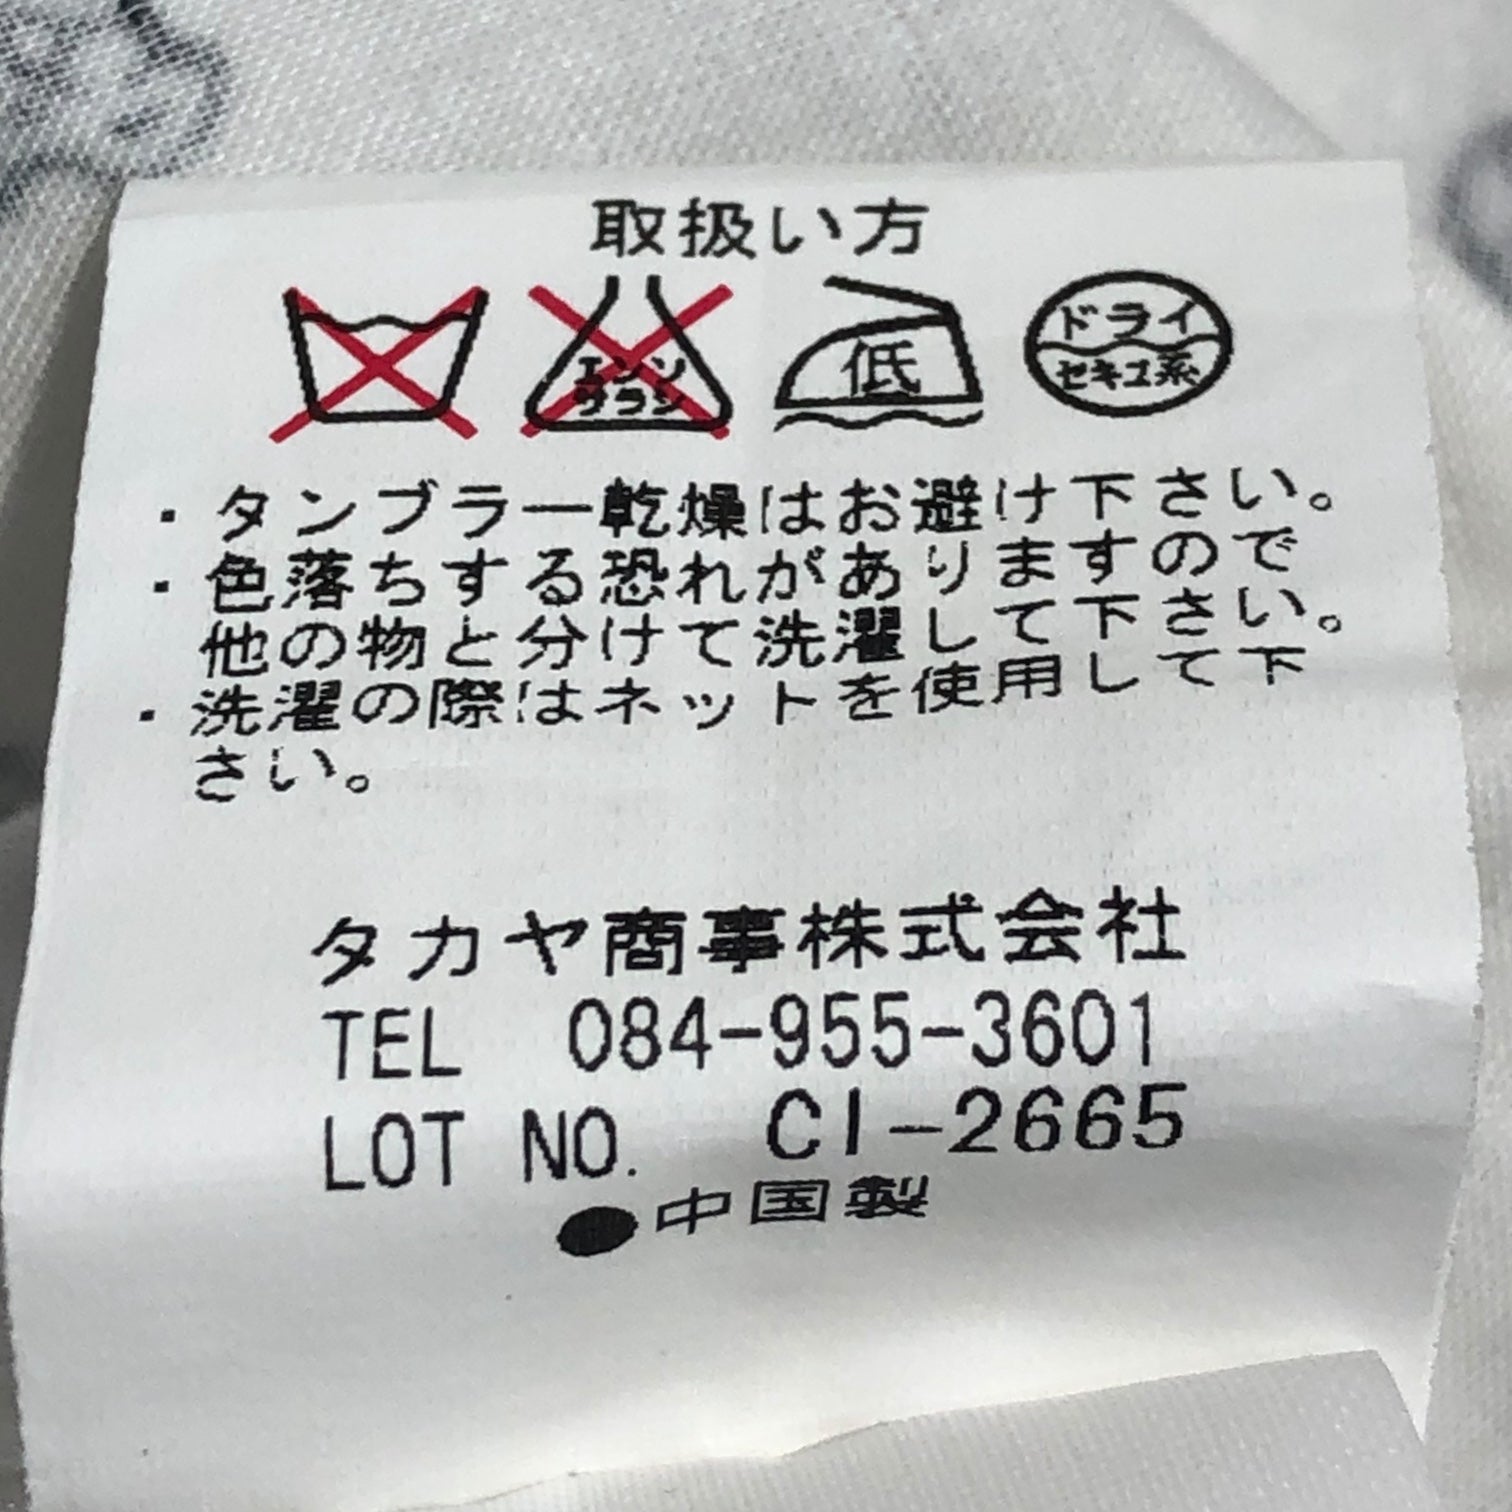 取扱い方
エンソ
サラシ
低
ドライ
セキユ系
・タンブラー乾燥はお避け下さい。
・色落ちする恐れがありますので
他の物と分けて洗濯して下さい。
・洗濯の際はネットを使用して下
さい。
タカヤ商事株式会社
TEL 084-955-3601
LOT NO. CI-2665
●中国製